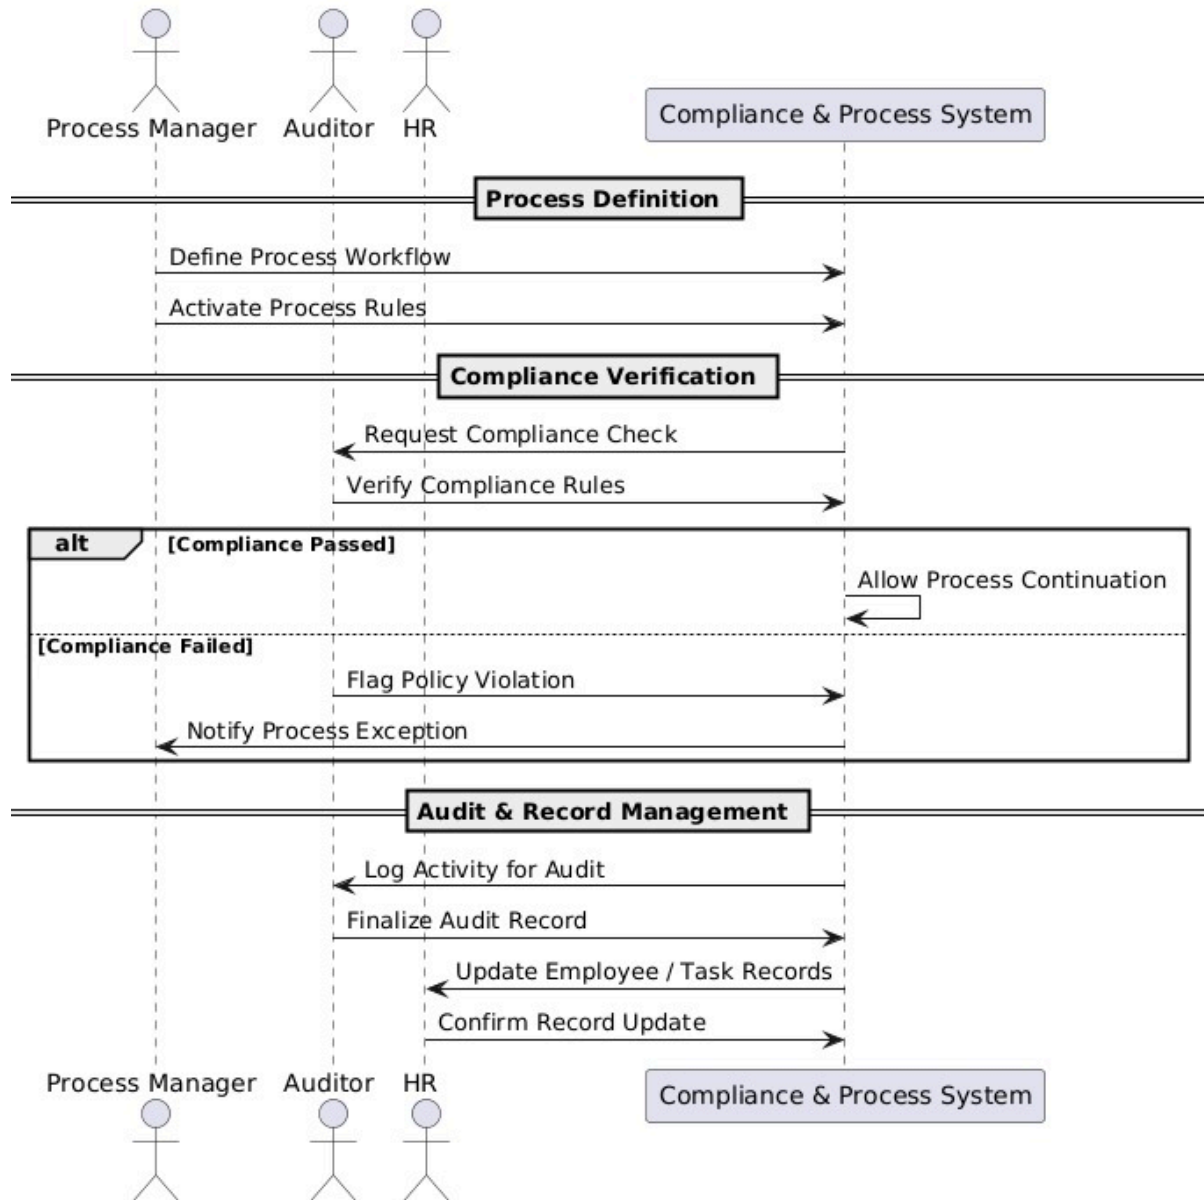 Process Manager
Auditor
HR
Compliance & Process System
Process Definition
Define Process Workflow
Activate Process Rules
Compliance Verification
Request Compliance Check
Verify Compliance Rules
alt
[Compliance Passed]
Allow Process Continuation
[Compliance Failed]
Flag Policy Violation
Notify Process Exception
Audit & Record Management
Log Activity for Audit
Finalize Audit Record
Update Employee / Task Records
Confirm Record Update
Process Manager
Auditor
HR
Compliance & Process System